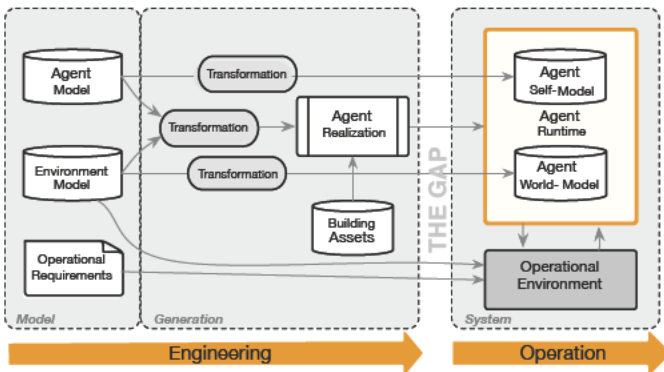 Agent
Model
Transformation
Agent
Self-Model
Transformation
Agent
Realization
Agent
Runtime
Environment
Model
Transformation
Agent
World- Model
THE GAP
Building
Assets
Operational
Requirements
Operational
Environment
Model
Generation
System
Engineering
Operation